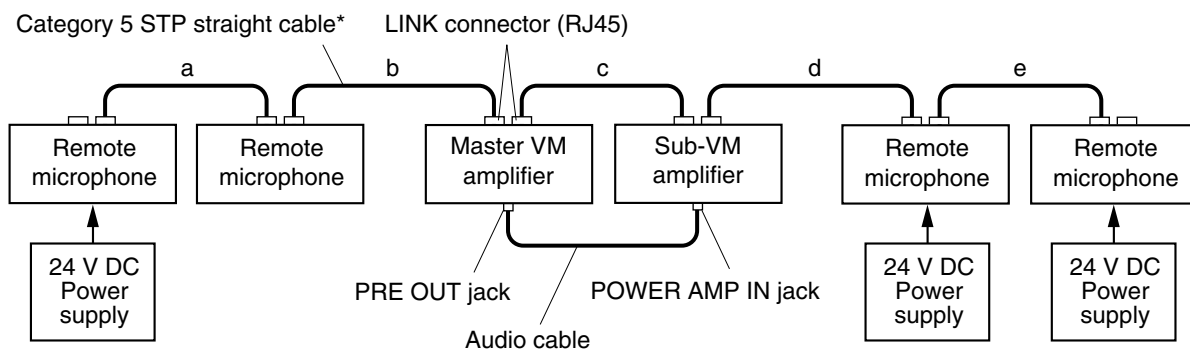 Category 5 STP straight cable*
LINK connector (RJ45)
a
b
c
d
e
Remote
microphone
Remote
microphone
Master VM
amplifier
Sub-VM
amplifier
Remote
microphone
Remote
microphone
24 V DC
Power
supply
PRE OUT jack
POWER AMP IN jack
24 V DC
Power
supply
24 V DC
Power
supply
Audio cable